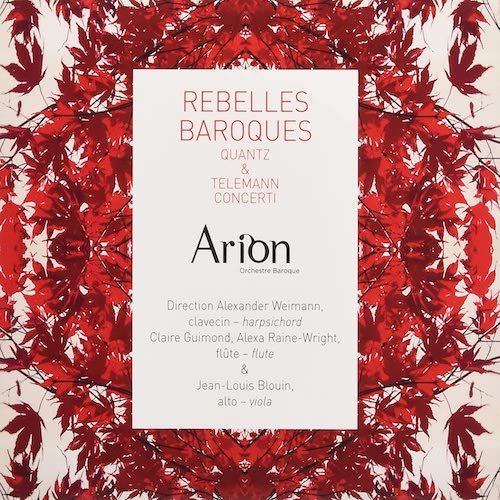 REBELLES
BAROQUES
QUANTZ
&
TELEMANN
CONCERTI
Arion
Orchestre Baroque
Direction Alexander Weimann,
clavecin – harpsichord
Claire Guimond, Alexa Raine-Wright,
flûte – flute
&
Jean-Louis Blouin,
alto – viola